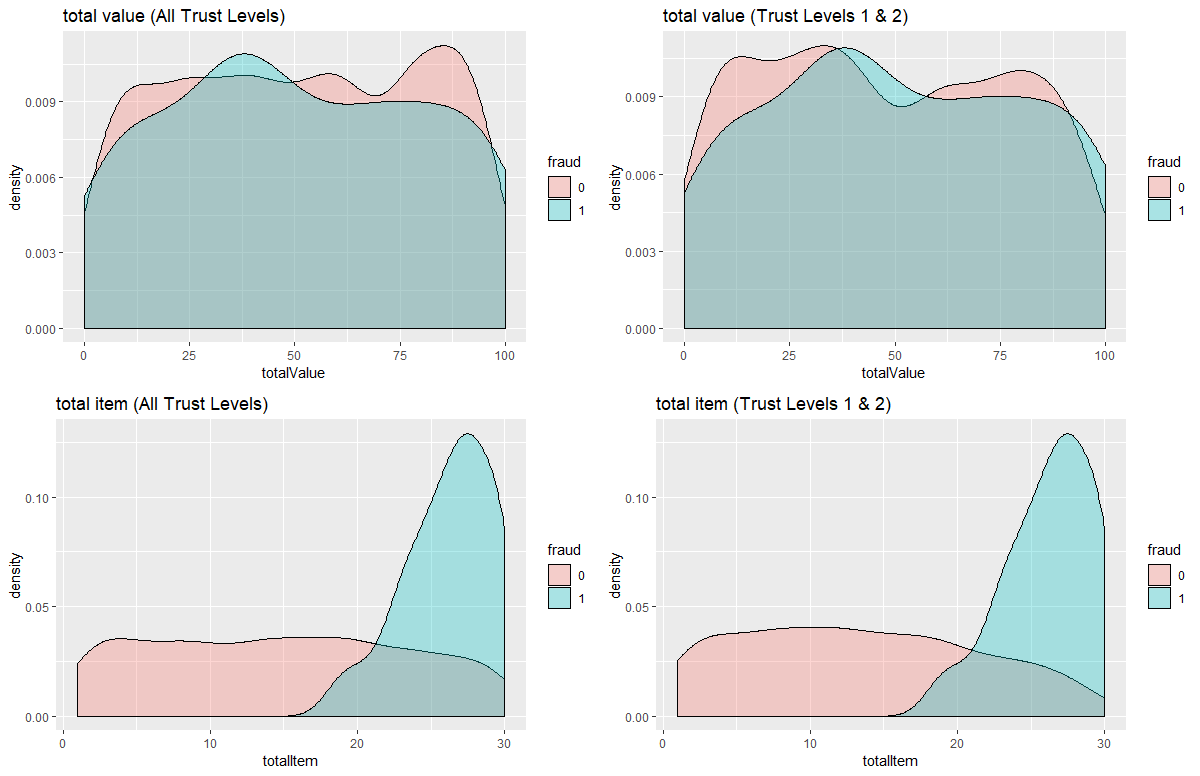 total value (All Trust Levels)
density
0.009
0.006
0.003
0.000
0
25
50
75
100
totalValue
fraud
0
1
total value (Trust Levels 1 & 2)
density
0.009
0.006
0.003
0.000
0
25
50
75
100
totalValue
fraud
0
1
total item (All Trust Levels)
density
0.10
0.05
0.00
0
10
20
30
totalItem
fraud
0
1
total item (Trust Levels 1 & 2)
density
0.10
0.05
0.00
0
10
20
30
totalItem
fraud
0
1